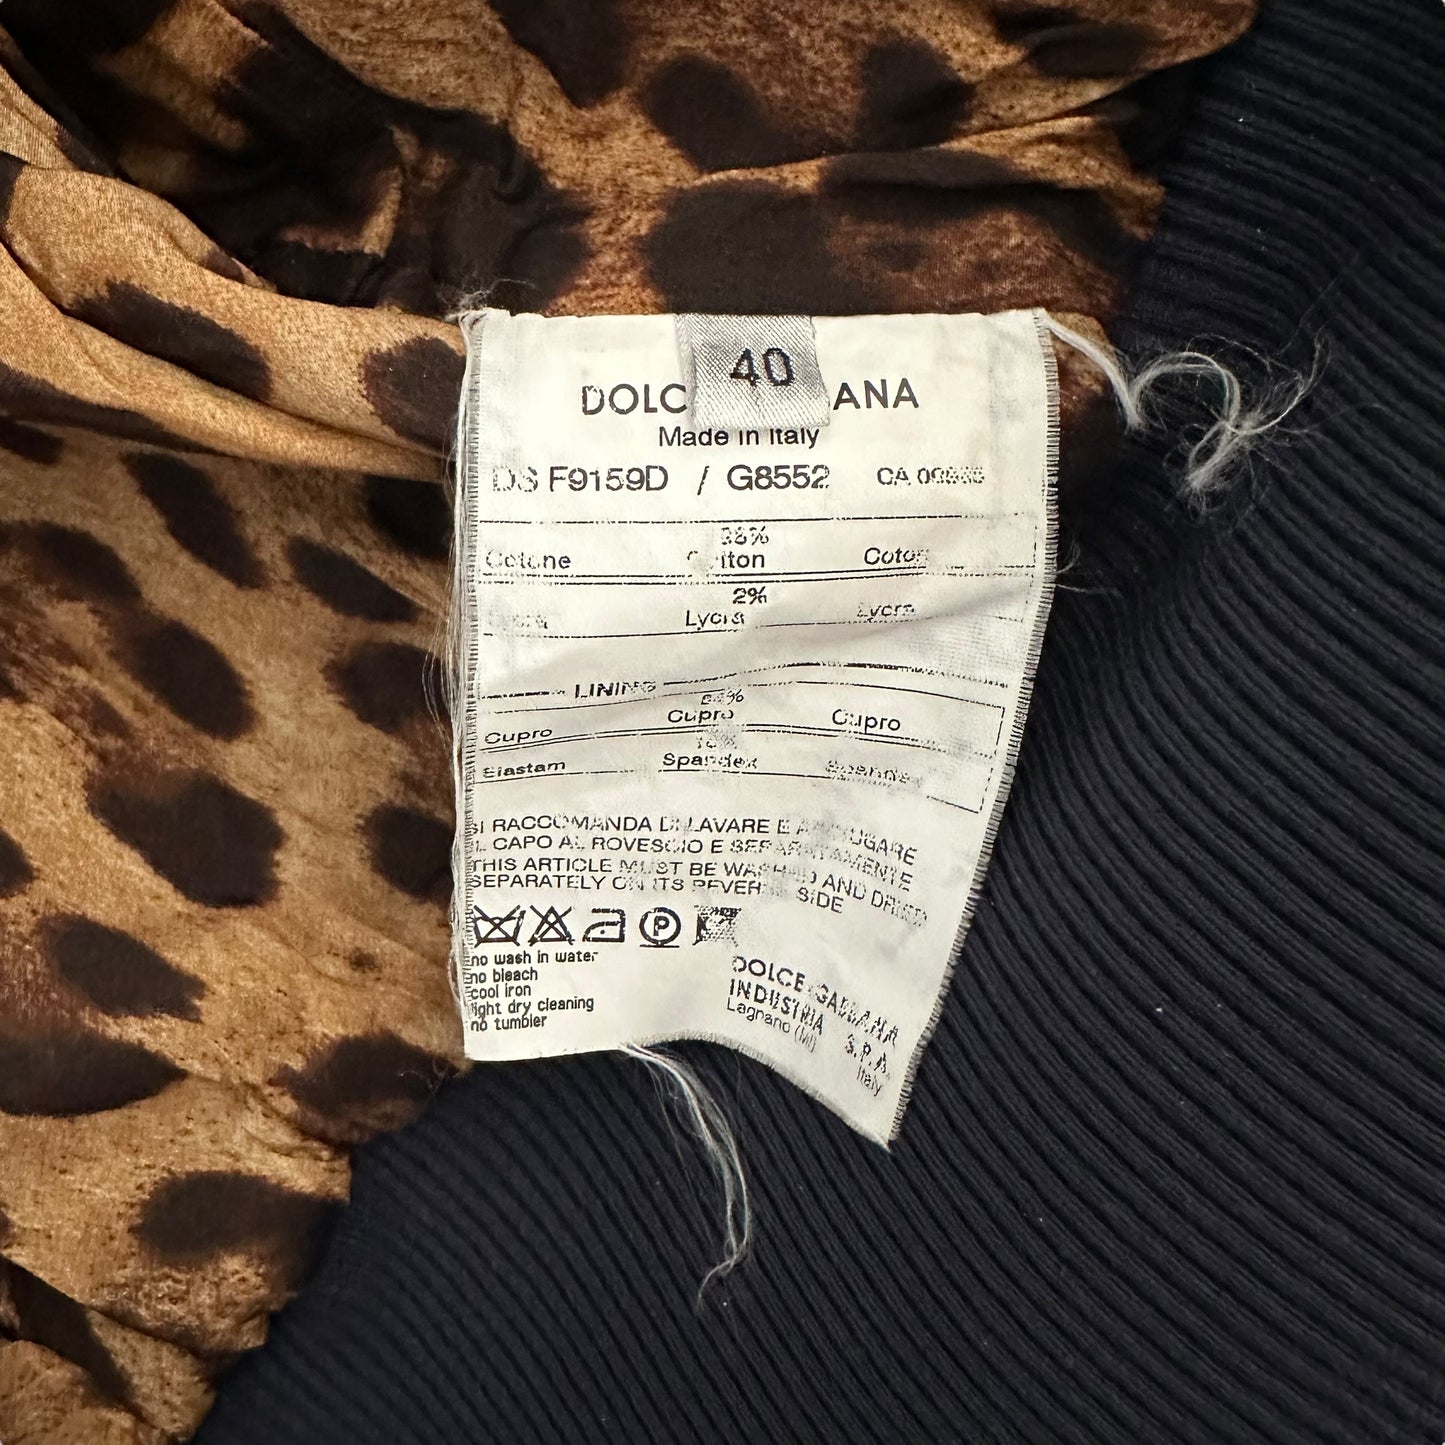 40
DOLC ANA
Made in Italy
DS F9159D / G8552 CA
Cotone Coton
2%
Lycra Lycra
LINING
Cupro Cupro Cupro
Elastam Spandex
SI RACCOMANDA DI LAVARE E
IL CAPO AL ROVESCIO E SEPARATAMENTE
THIS ARTICLE MUST BE WASHED AND DRIED
SEPARATELY ON ITS REVERSE SIDE
P
no wash in water
no bleach
cool iron
light dry cleaning
no tumbler
DOLCE & GABBANA
INDUSTRIA S.P.A.
Legnano (MI) Italy